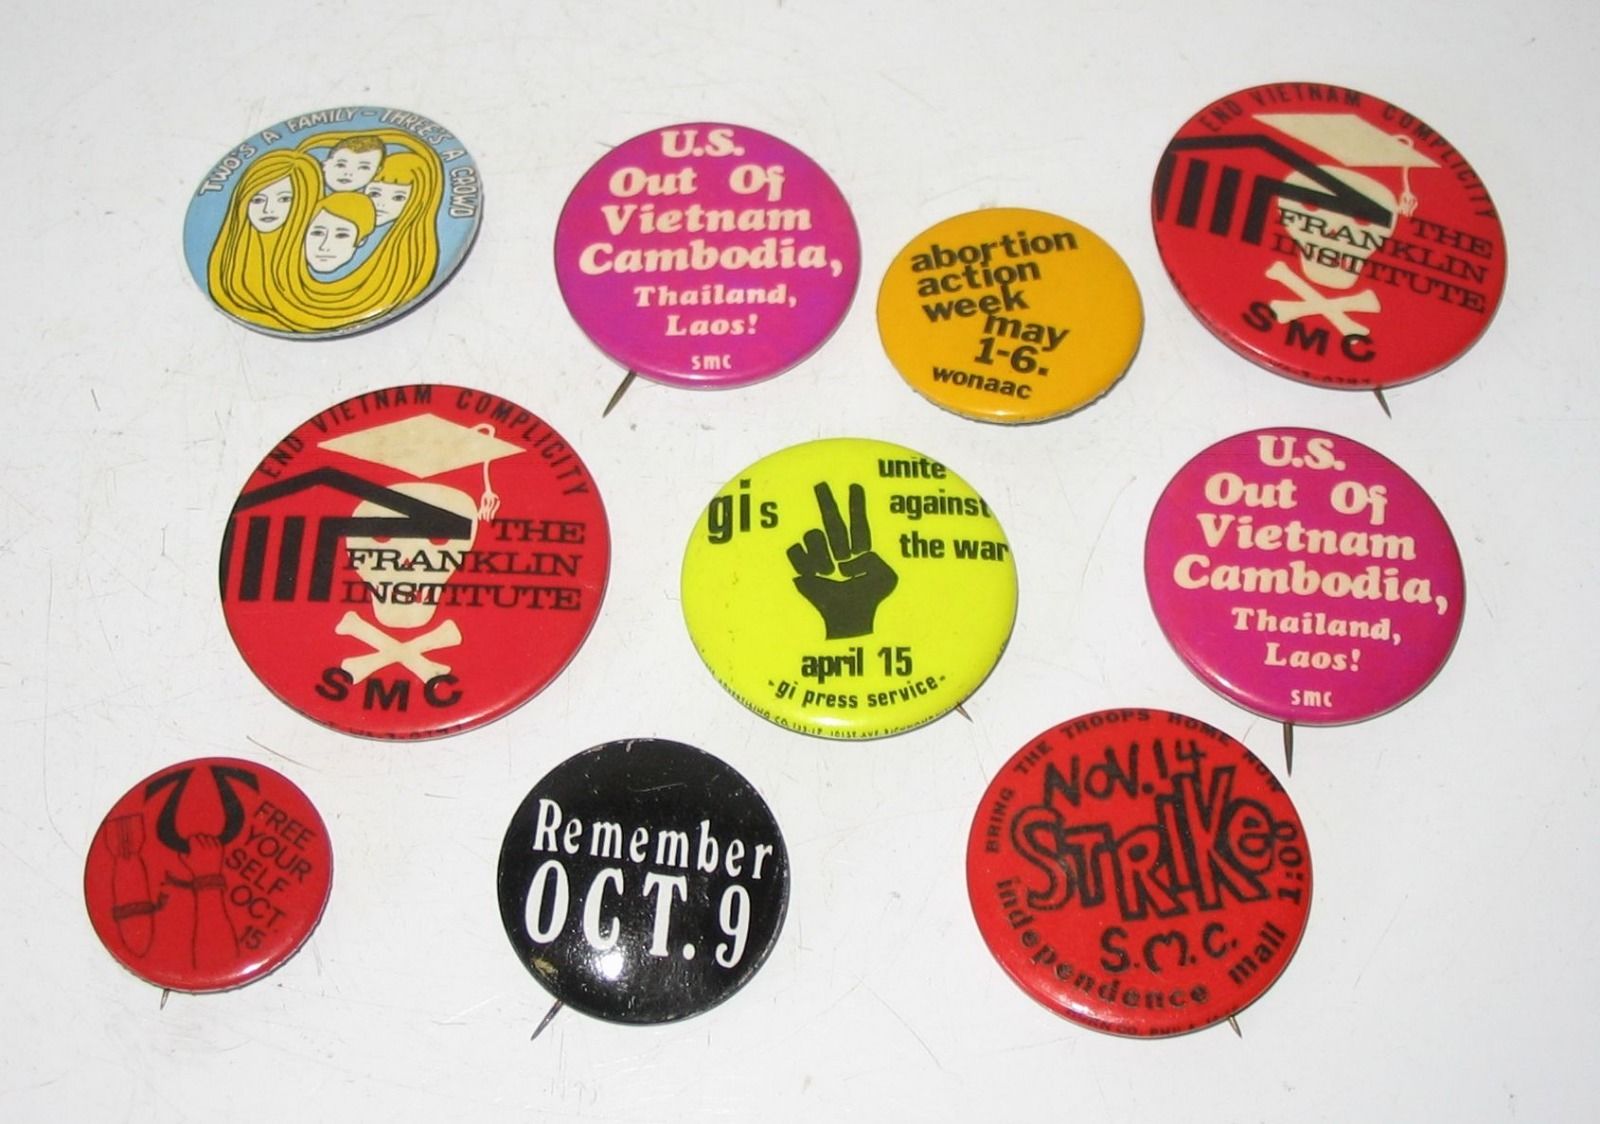 TWO'S A FAMILY - THREE'S A CROWD
U.S.
Out Of
Vietnam
Cambodia,
Thailand,
Laos!
smc
abortion
action
week
may
1-6.
wonaac
END VIETNAM COMPLICITY
THE
FRANKLIN
INSTITUTE
SMC
END VIETNAM COMPLICITY
THE
FRANKLIN
INSTITUTE
SMC
gis
unite
against
the war
april 15
-gi press service-
U.S.
Out Of
Vietnam
Cambodia,
Thailand,
Laos!
smc
FREE
YOUR
SELF
OCT.
15
Remember
OCT. 9
BRING THE TROOPS HOME NOW
NOV. 14
STRIKE
S.M.C.
independence mall 1:00